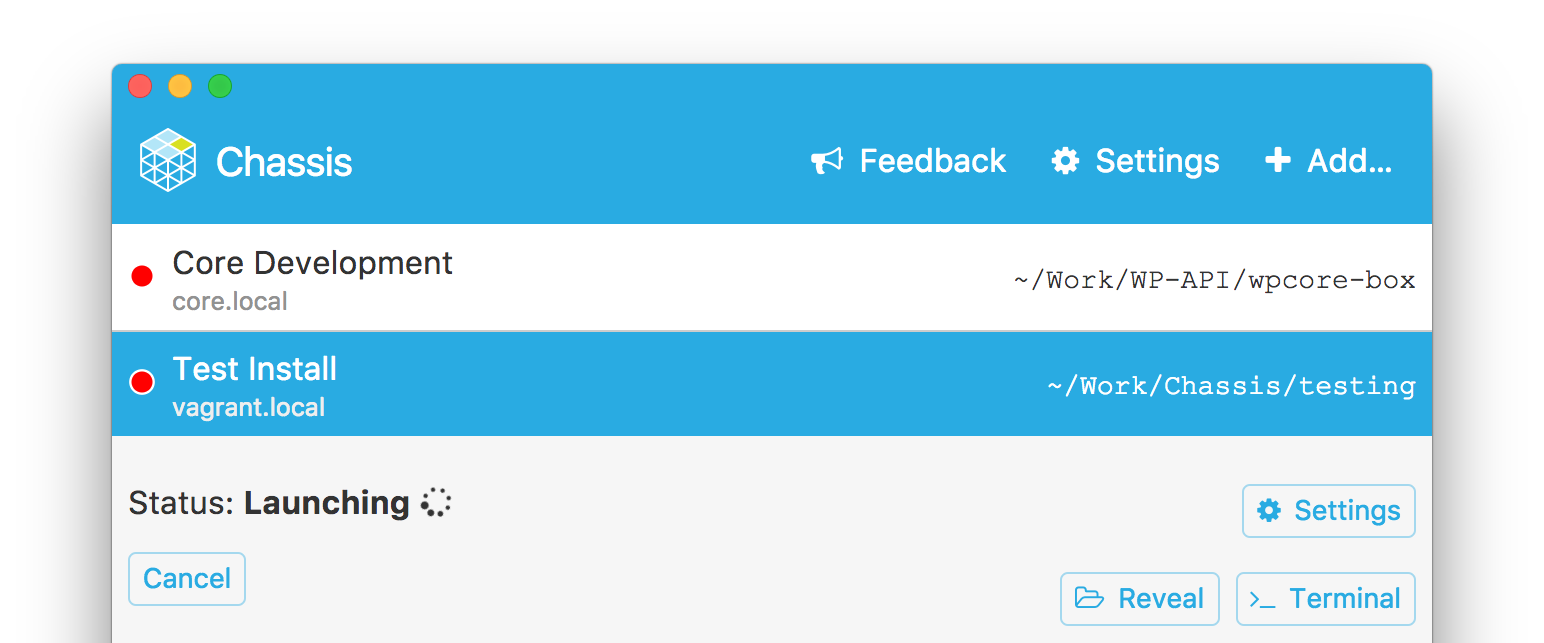 Chassis
Feedback
Settings
Add...
Core Development
core.local
~/Work/WP-API/wpcore-box
Test Install
vagrant.local
~/Work/Chassis/testing
Status: Launching
Settings
Cancel
Reveal
>_ Terminal